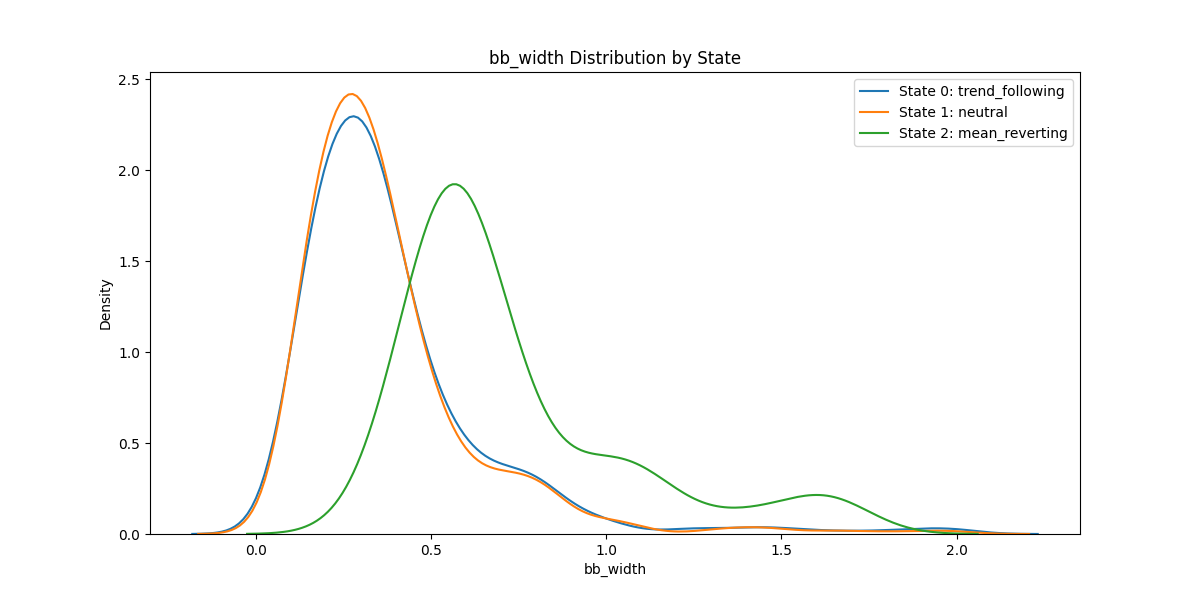 bb_width Distribution by State
State 0: trend_following
State 1: neutral
State 2: mean_reverting
Density
2.5
2.0
1.5
1.0
0.5
0.0
0.0 0.5 1.0 1.5 2.0
bb_width